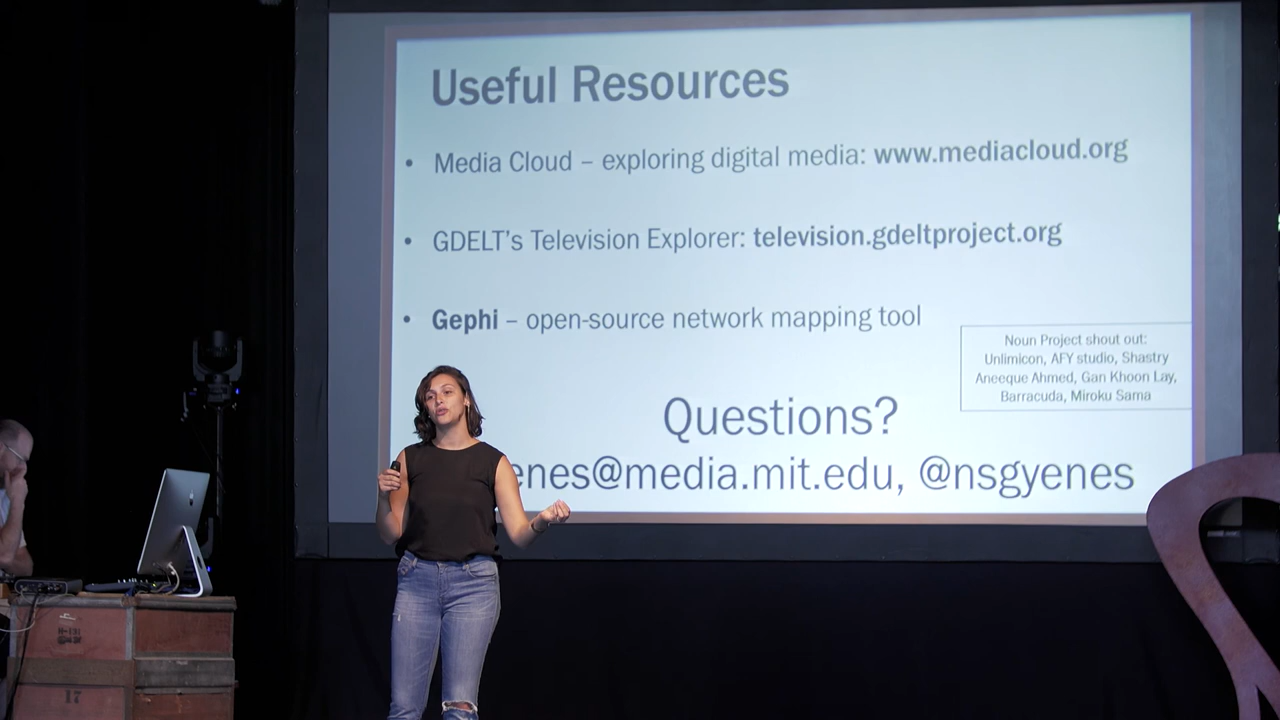 Useful Resources
• Media Cloud – exploring digital media: www.mediacloud.org
• GDELT's Television Explorer: television.gdeltproject.org
• Gephi – open-source network mapping tool
Noun Project shout out:
Unlimicon, AFY studio, Shastry
Aneeque Ahmed, Gan Khoon Lay,
Barracuda, Miroku Sama
Questions?
enes@media.mit.edu, @nsgyenes
17